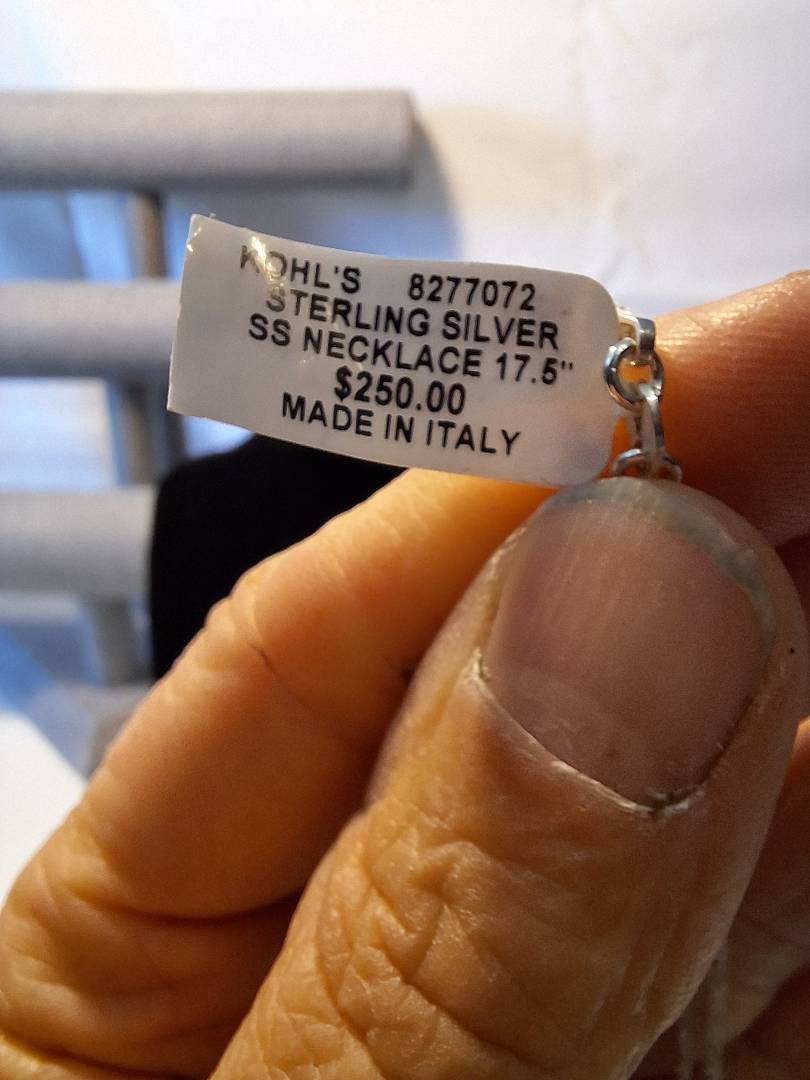 KOHL'S 8277072
STERLING SILVER
SS NECKLACE 17.5"
$250.00
MADE IN ITALY